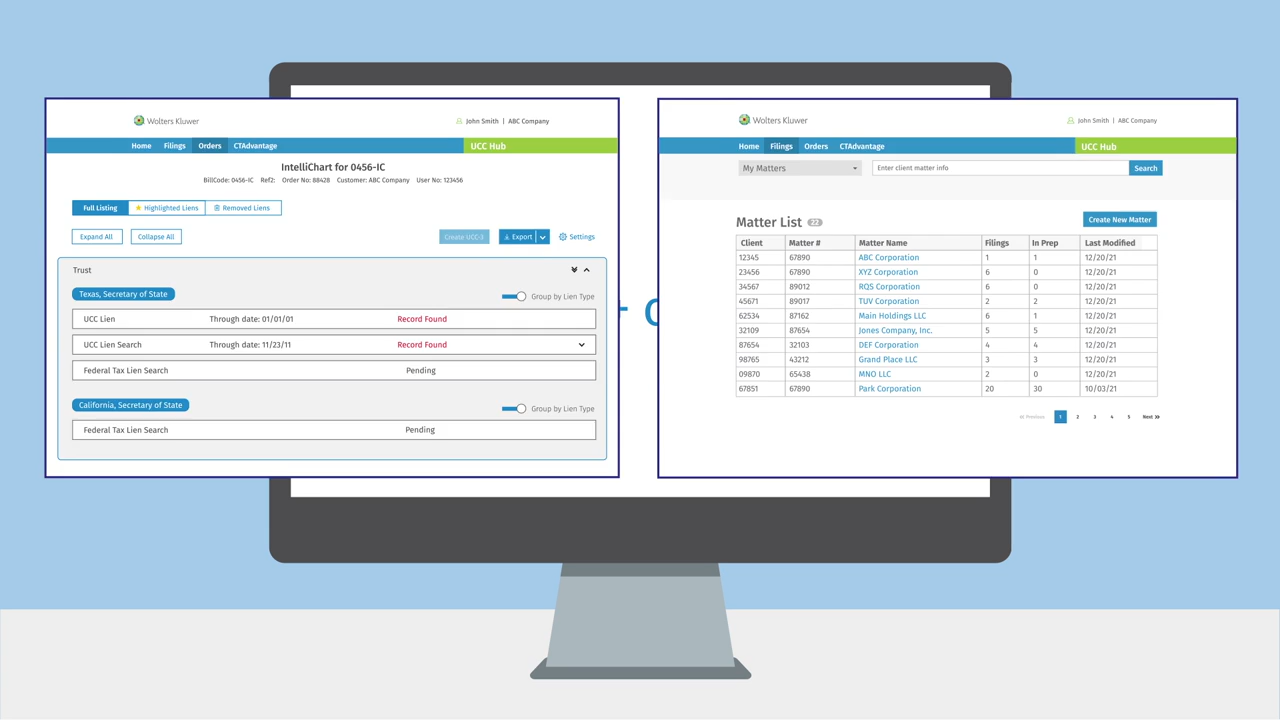 Wolters Kluwer
John Smith | ABC Company
Home Filings Orders CTAdvantage UCC Hub
IntelliChart for 0456-IC
BillCode: 0456-IC Ref2: Order No: 88428 Customer: ABC Company User No: 123456
Full Listing Highlighted Liens Removed Liens
Expand All Collapse All Create UCC-3 Export Settings
Trust
Texas, Secretary of State
Group by Lien Type
UCC Lien Through date: 01/01/01 Record Found
UCC Lien Search Through date: 11/23/11 Record Found
Federal Tax Lien Search Pending
California, Secretary of State
Group by Lien Type
Federal Tax Lien Search Pending
Wolters Kluwer
John Smith | ABC Company
Home Filings Orders CTAdvantage UCC Hub
My Matters Enter client matter info Search
Matter List 22 Create New Matter
Client Matter # Matter Name Filings In Prep Last Modified
12345 67890 ABC Corporation 1 1 12/20/21
23456 67890 XYZ Corporation 6 0 12/20/21
34567 89012 RQS Corporation 6 0 12/20/21
45671 89017 TUV Corporation 2 2 12/20/21
62534 87162 Main Holdings LLC 6 1 12/20/21
32109 87654 Jones Company, Inc. 5 5 12/20/21
87654 32103 DEF Corporation 4 4 12/20/21
98765 43212 Grand Place LLC 3 3 12/20/21
09870 65438 MNO LLC 2 0 12/20/21
67851 67890 Park Corporation 20 30 10/03/21
Previous 1 2 3 4 5 Next